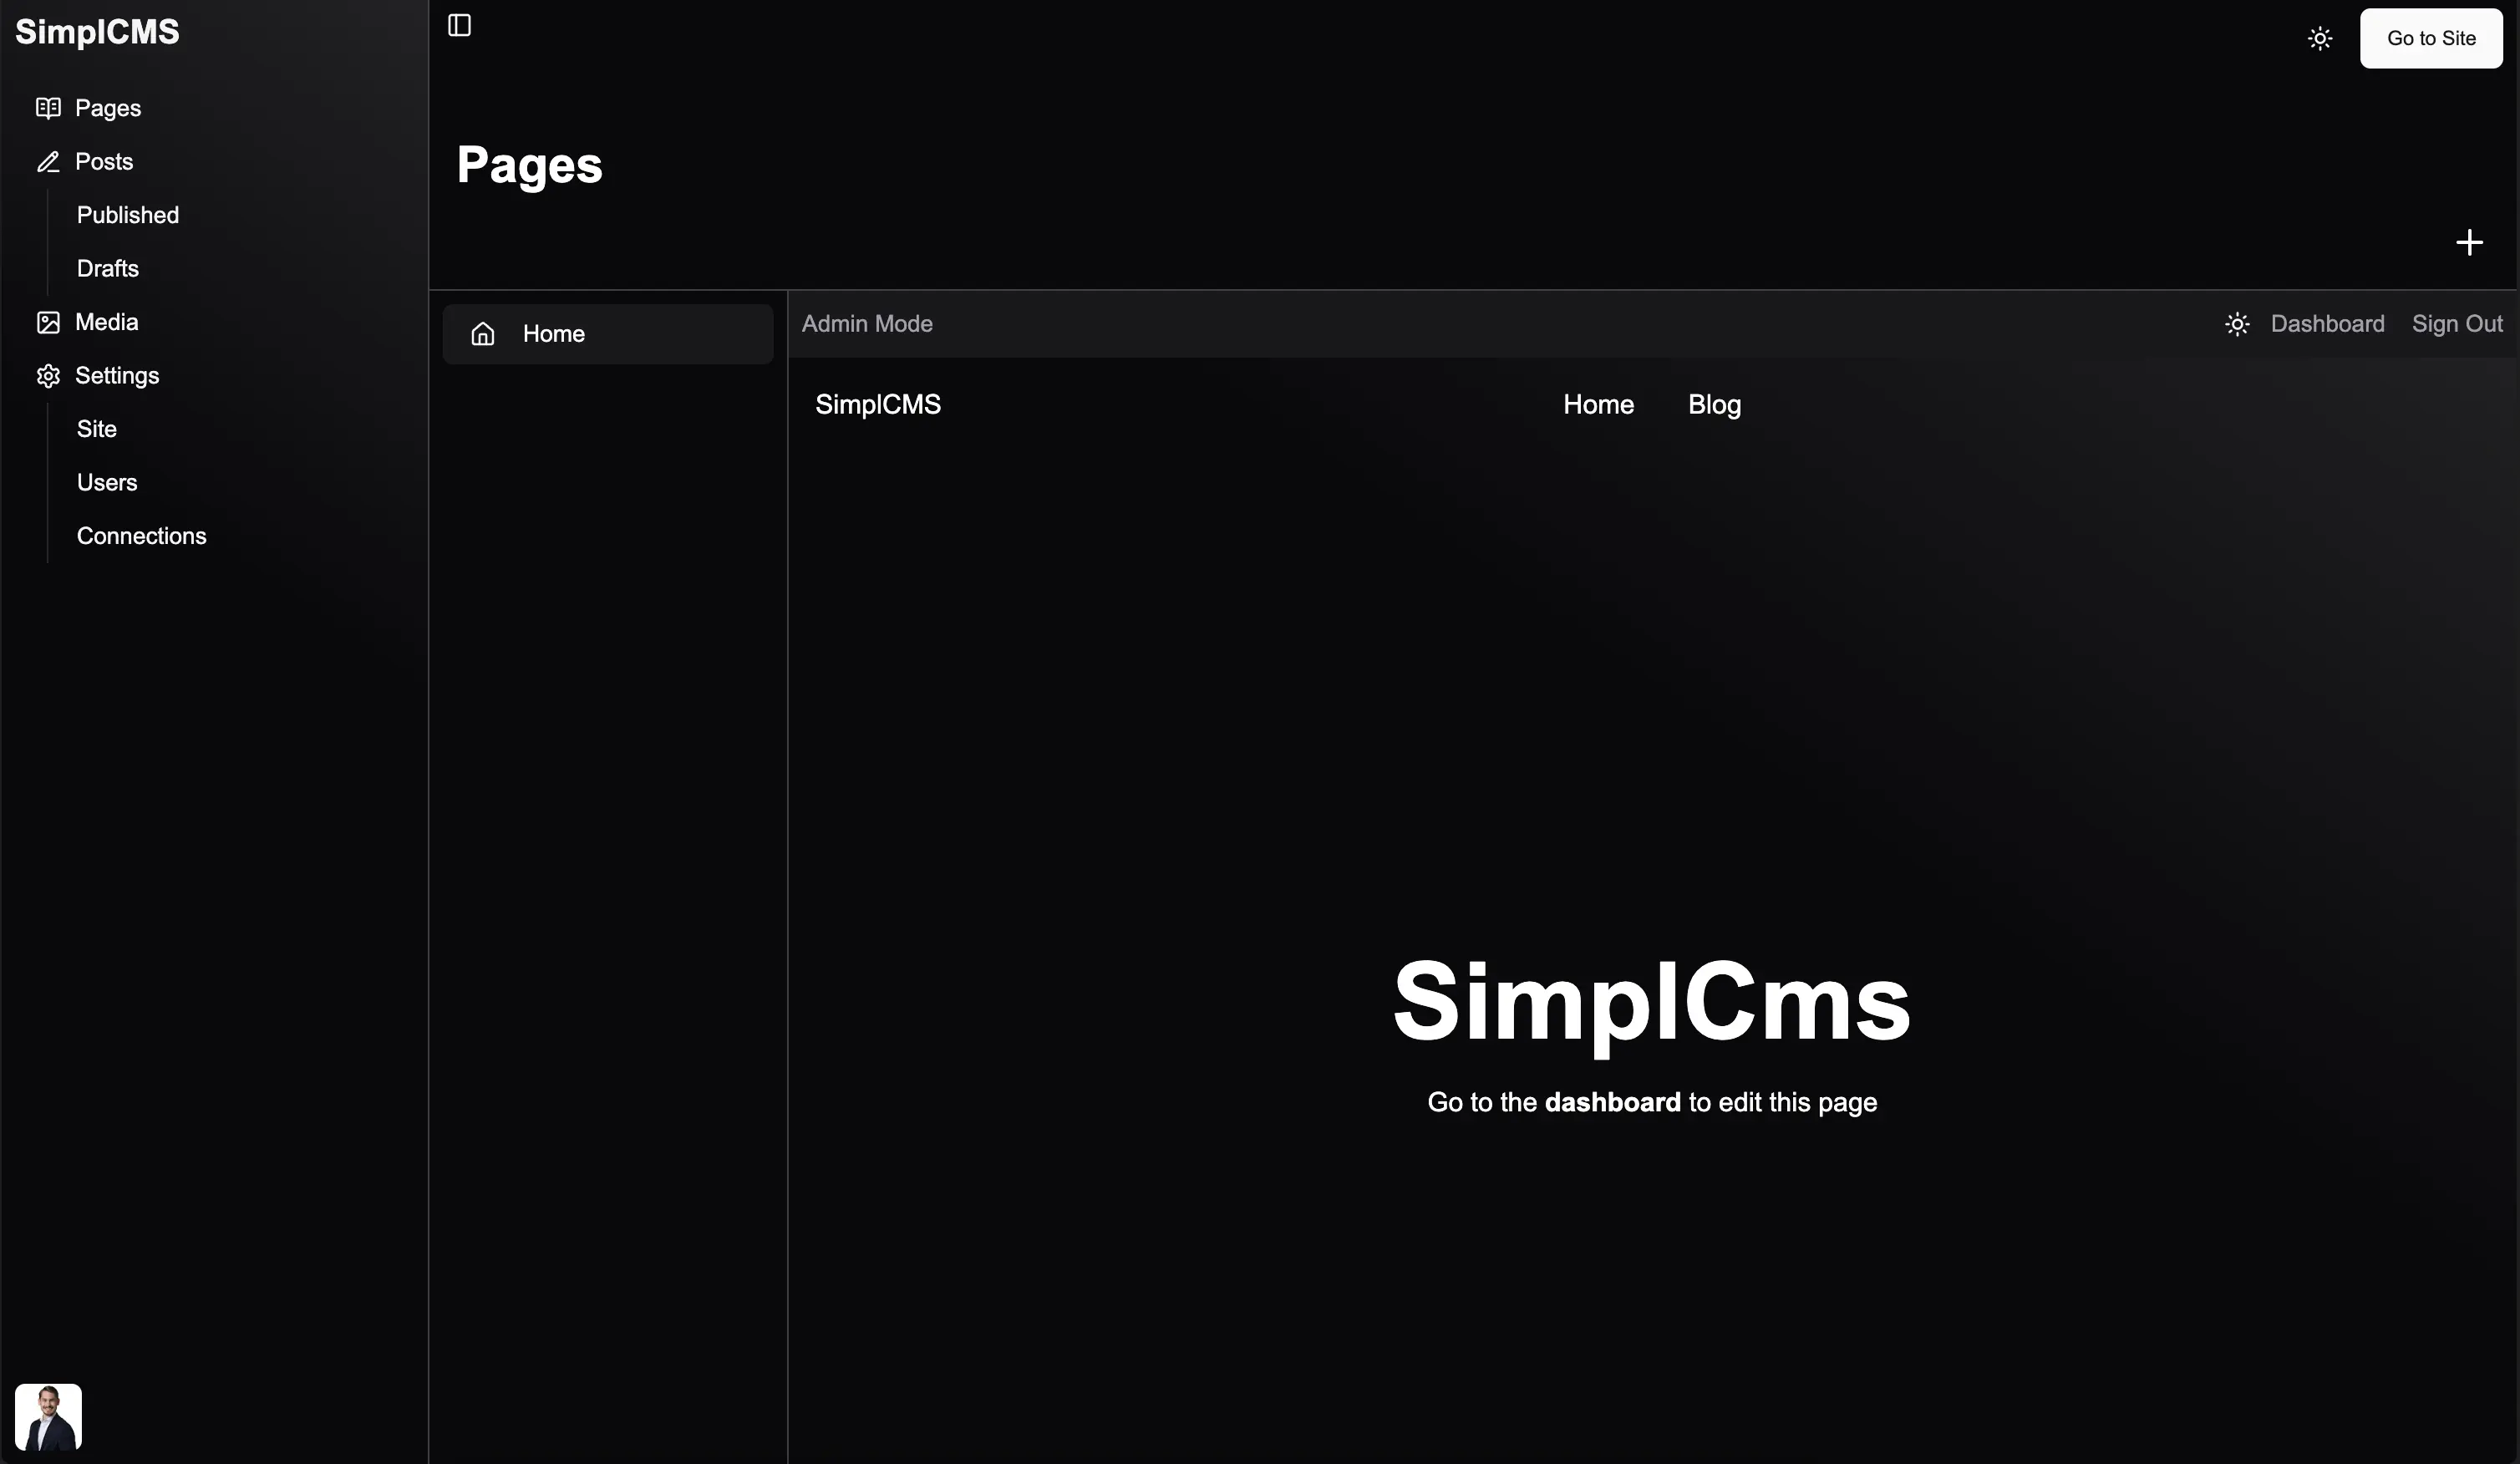 SimplCMS
Pages
Posts
Published
Drafts
Media
Settings
Site
Users
Connections
Go to Site
Pages
Home
Admin Mode
Dashboard
Sign Out
SimplCMS
Home
Blog
SimplCms
Go to the dashboard to edit this page